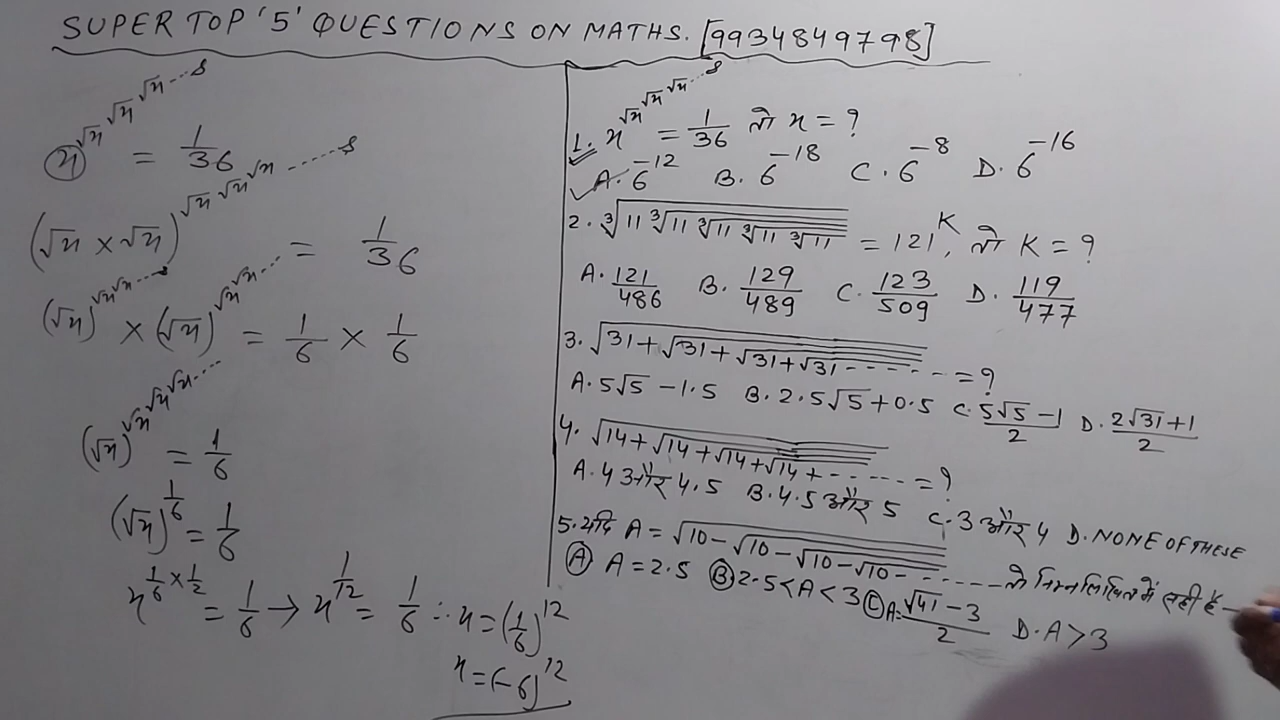 SUPER TOP '5' QUESTIONS ON MATHS. [9934849798]
x^√x^√x^√x^....∞ = 1/36
(√x × √x)^√x^√x^√x^......∞ = 1/36
(√x)^√x^√x^....∞ × (√x)^√x^√x^.... = 1/6 × 1/6
(√x)^√x^√x^√x^.... = 1/6
(√x)^1/6 = 1/6
x^(1/6 × 1/2) = 1/6 → x^1/12 = 1/6 ∴ x = (1/6)^12
x = (-6)^12
1. x^√x^√x^√x^...∞ = 1/36 तो x = ?
A. 6^-12 B. 6^-18 C. 6^-8 D. 6^-16
2. ∛11 ∛11 ∛11 ∛11 ∛11 = 121^K, तो K = ?
A. 121/486 B. 129/489 C. 123/509 D. 119/477
3. √31 + √31 + √31 + √31 ------- = ?
A. 5√5 - 1.5 B. 2.5√5 + 0.5 C. 5√5 - 1/2 D. 2√31 + 1/2
4. √14 + √14 + √14 + √14 + ------- = ?
A. 4 और 4.5 B. 4.5 और 5 C. 3 और 4 D. NONE OF THESE
5. यदि A = √10 - √10 - √10 - √10 - ------- तो निम्नलिखित में सही है -
(A) A = 2.5 (B) 2.5 < A < 3 (C) A = √41 - 3/2 D. A > 3